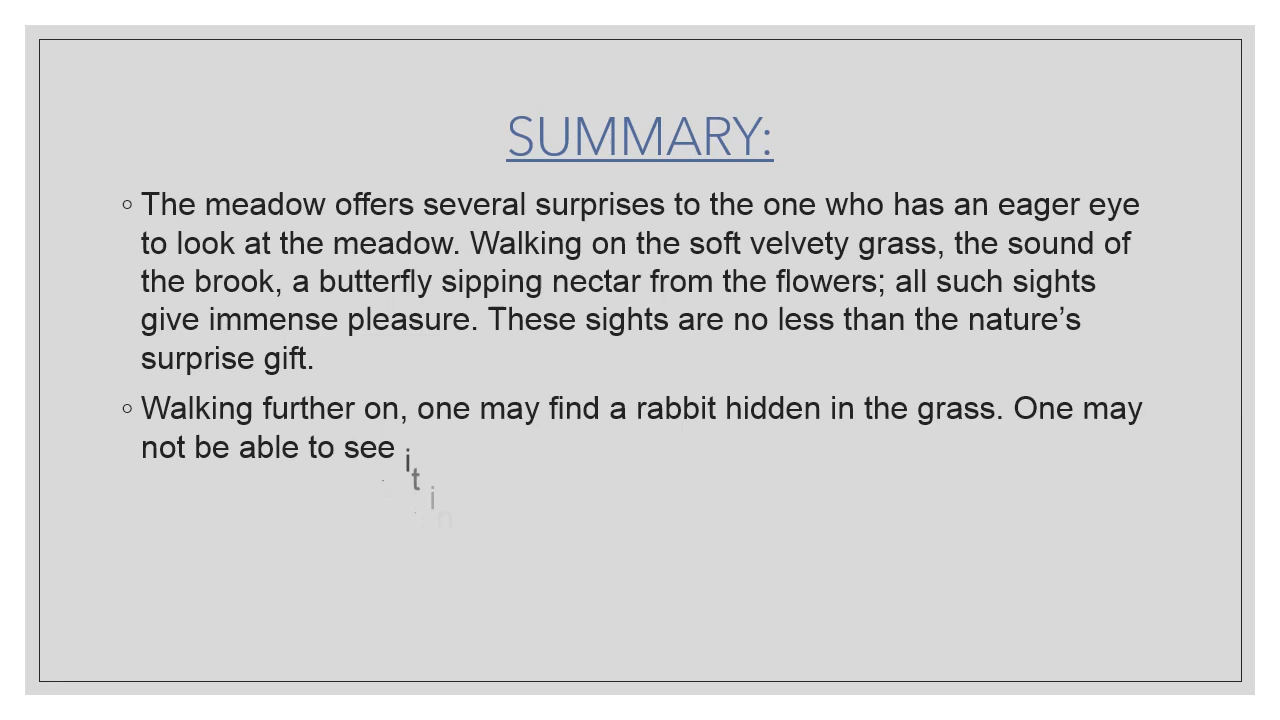 SUMMARY:
◦ The meadow offers several surprises to the one who has an eager eye
to look at the meadow. Walking on the soft velvety grass, the sound of
the brook, a butterfly sipping nectar from the flowers; all such sights
give immense pleasure. These sights are no less than the nature’s
surprise gift.
◦ Walking further on, one may find a rabbit hidden in the grass. One may
not be able to see it in